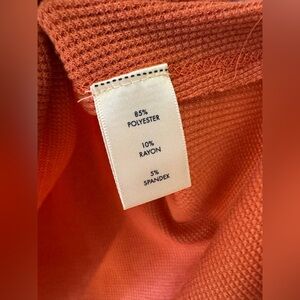 85%
POLYESTER
10%
RAYON
5%
SPANDEX